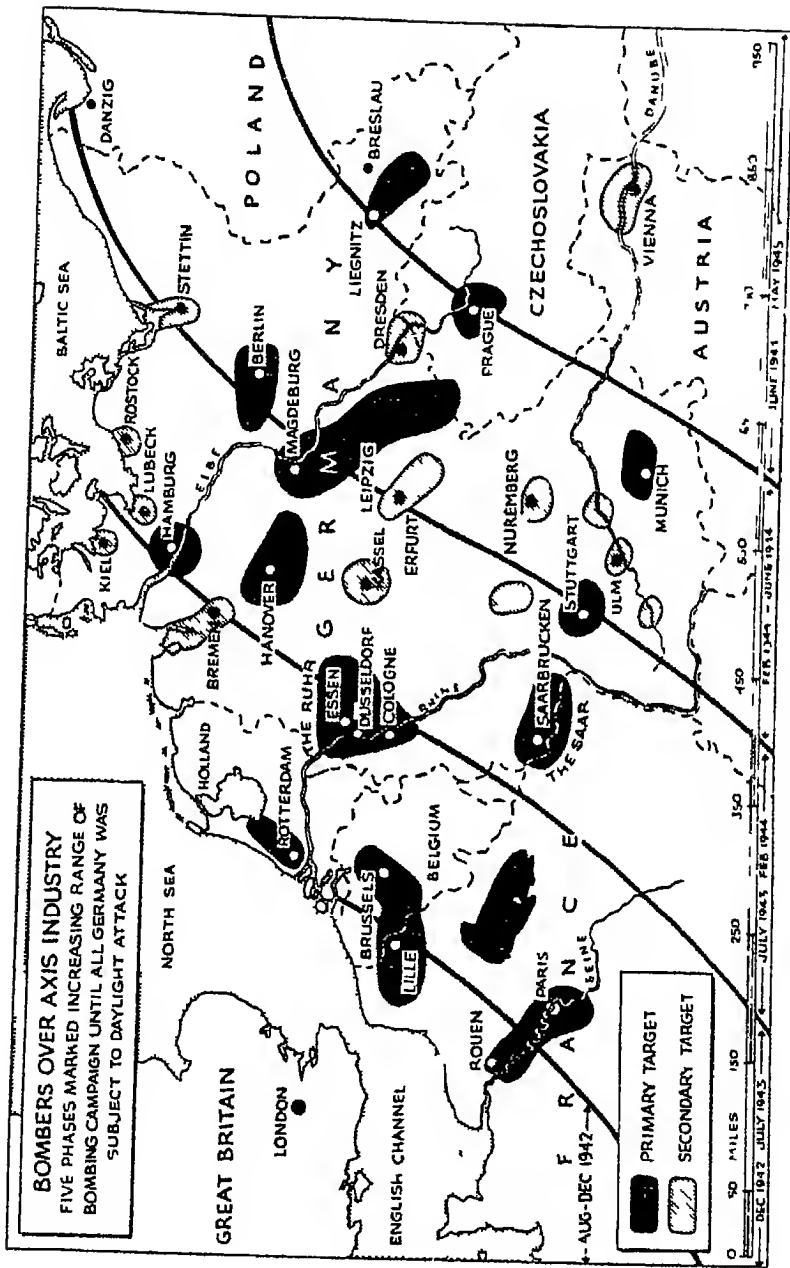 BOMBERS OVER AXIS INDUSTRY
FIVE PHASES MARKED INCREASING RANGE OF
BOMBING CAMPAIGN UNTIL ALL GERMANY WAS
SUBJECT TO DAYLIGHT ATTACK
NORTH SEA
BALTIC SEA
GREAT BRITAIN
LONDON
ENGLISH CHANNEL
HOLLAND
ROTTERDAM
BREMEN
KIEL
HAMBURG
LUBECK
ROSTOCK
STETTIN
DANZIG
ELBE
HANOVER
BERLIN
MAGDEBURG
POLAND
BRESLAU
LIEGNITZ
DRESDEN
LEIPZIG
KASSEL
ERFURT
GERMANY
THE RUHR
ESSEN
DUSSELDORF
COLOGNE
RHINE
BRUSSELS
LILLE
BELGIUM
PRAGUE
CZECHOSLOVAKIA
NUREMBERG
SAARBRUCKEN
THE SAAR
STUTTGART
ULM
MUNICH
VIENNA
DANUBE
AUSTRIA
ROUEN
PARIS
SEINE
FRANCE
AUG-DEC 1942
PRIMARY TARGET
SECONDARY TARGET
0 50 MILES 150 250 350 450
DEC 1942 JULY 1943
JULY 1943 FEB 1944
FEB 1944 - JUNE 1944
JUNE 1944 MAY 1945